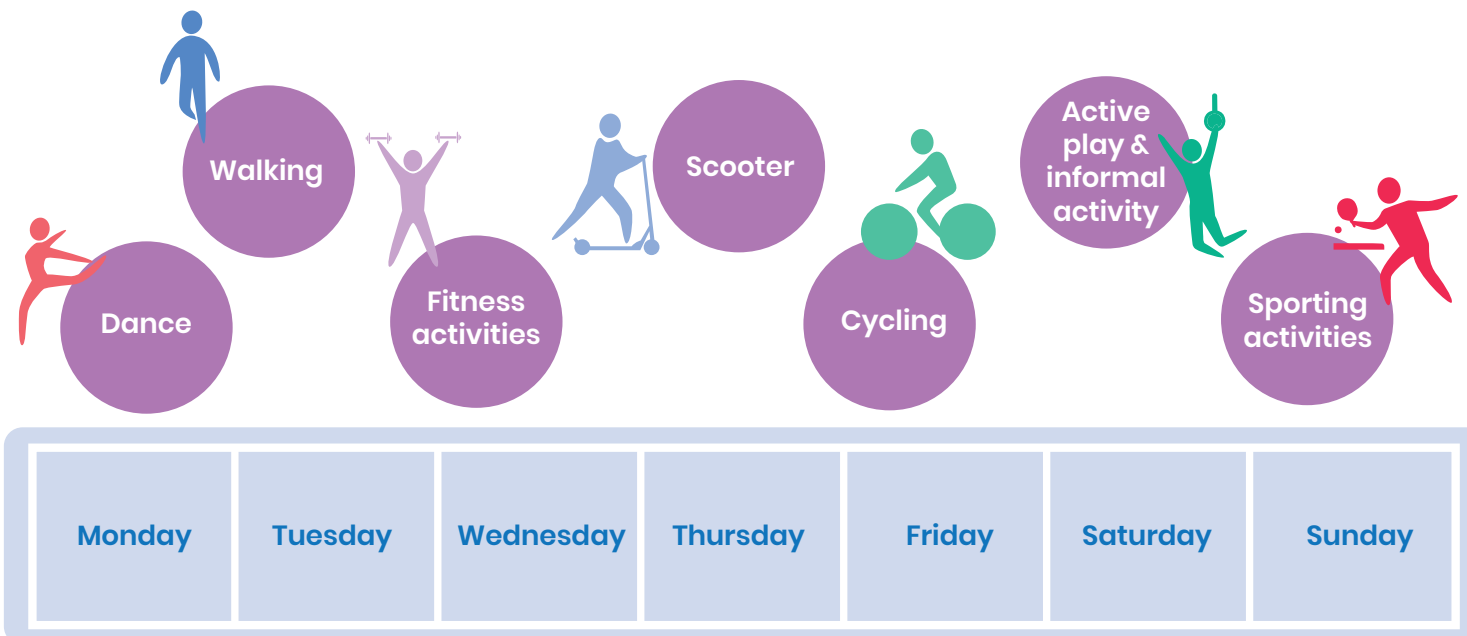 Dance
Walking
Fitness
activities
Scooter
Cycling
Active
play &
informal
activity
Sporting
activities
Monday
Tuesday
Wednesday
Thursday
Friday
Saturday
Sunday